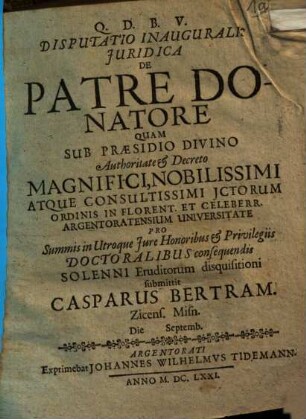 Q. D. B. V.
DISPUTATIO INAUGURALIS
JURIDICA
DE
PATRE DO-
NATORE
QUAM
SUB PRÆSIDIO DIVINO
Authoritate & Decreto
MAGNIFICI, NOBILISSIMI
ATQUE CONSULTISSIMI JCTORUM
ORDINIS IN FLORENT. ET CELEBERR.
ARGENTORATENSIUM UNIVERSITATE
PRO
Summis in Utroque Jure Honoribus & Privilegiis
DOCTORALIBUS consequendis
SOLENNI Eruditorum disquisitioni
submittit
CASPARUS BERTRAM.
Zicens. Misn.
Die Septemb.
ARGENTORATI
Exprimebat JOHANNES WILHELMUS TIDEMANN.
ANNO M. DC. LXXI.